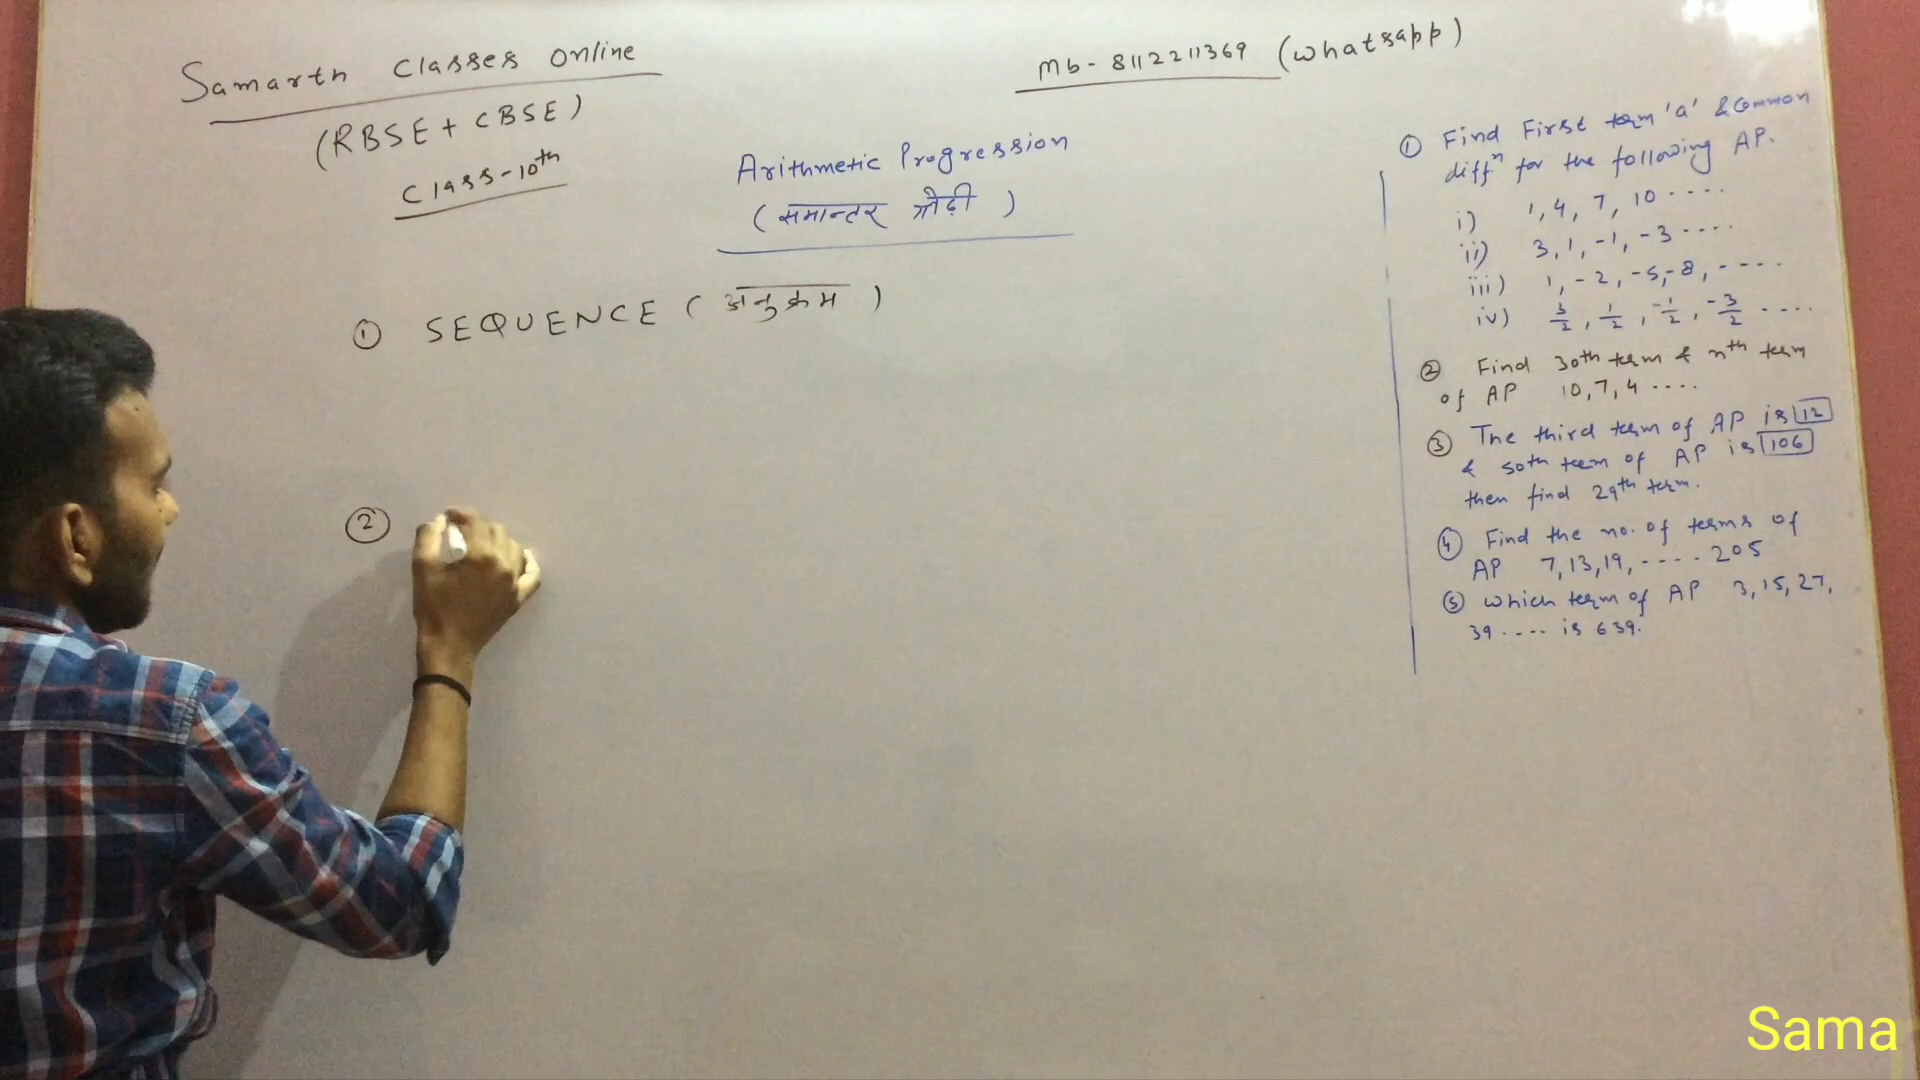 Samarth Classes Online
(RBSE + CBSE)
Class-10th
Mb- 8112211369 (whatsapp)
Arithmetic Progression
(समान्तर श्रेढ़ी)
① SEQUENCE (अनुक्रम)
②
① Find First term 'a' & Common
diffⁿ for the following AP.
i) 1, 4, 7, 10 ....
ii) 3, 1, -1, -3 ....
iii) 1, -2, -5, -8, ....
iv) 3/2, 1/2, -1/2, -3/2 ....
② Find 30th term & nth term
of AP 10, 7, 4 ....
③ The third term of AP is 12
& 50th term of AP is 106
then find 29th term.
④ Find the no. of terms of
AP 7, 13, 19, .... 205
⑤ which term of AP 3, 15, 27,
39 .... is 639.
Sama